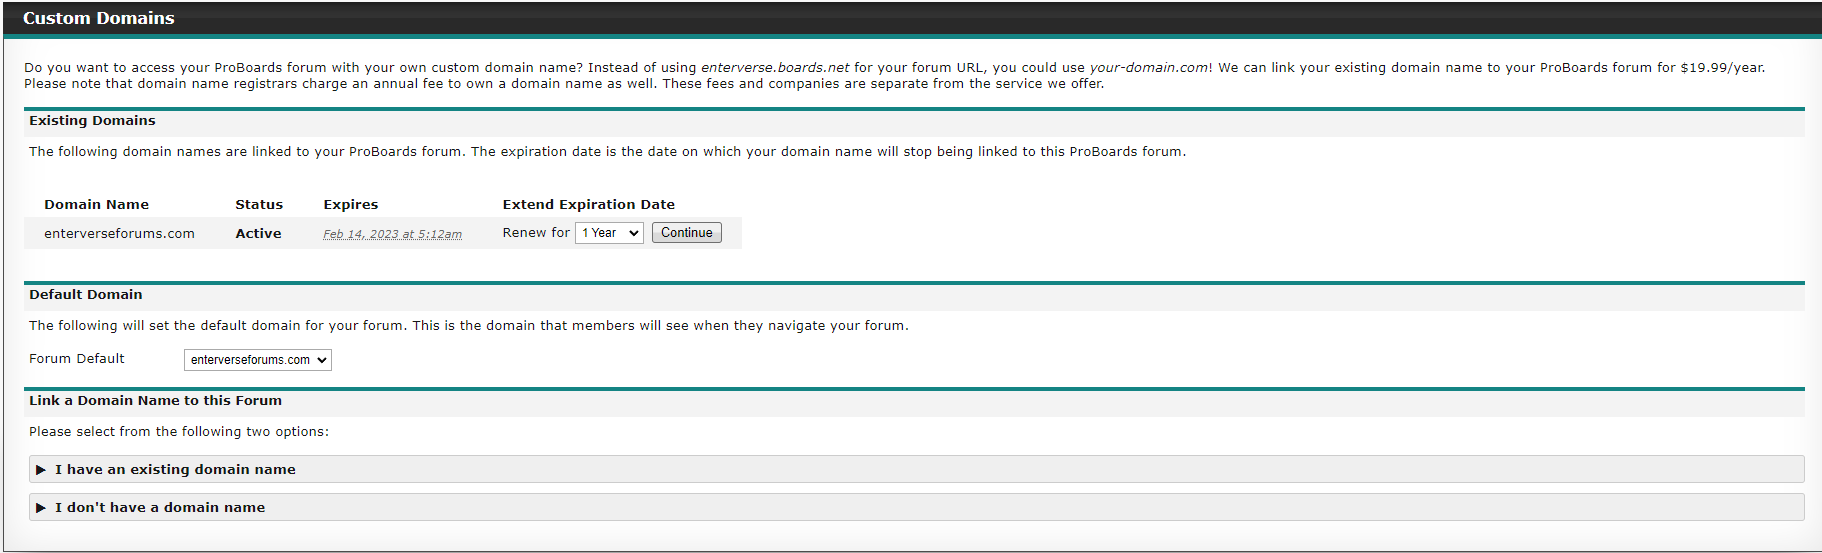 Custom Domains
Do you want to access your ProBoards forum with your own custom domain name? Instead of using enterverse.boards.net for your forum URL, you could use your-domain.com! We can link your existing domain name to your ProBoards forum for $19.99/year.
Please note that domain name registrars charge an annual fee to own a domain name as well. These fees and companies are separate from the service we offer.
Existing Domains
The following domain names are linked to your ProBoards forum. The expiration date is the date on which your domain name will stop being linked to this ProBoards forum.
Domain Name Status Expires Extend Expiration Date
enterverseforums.com Active Feb 14, 2023 at 5:12am Renew for 1 Year Continue
Default Domain
The following will set the default domain for your forum. This is the domain that members will see when they navigate your forum.
Forum Default enterverseforums.com
Link a Domain Name to this Forum
Please select from the following two options:
I have an existing domain name
I don't have a domain name